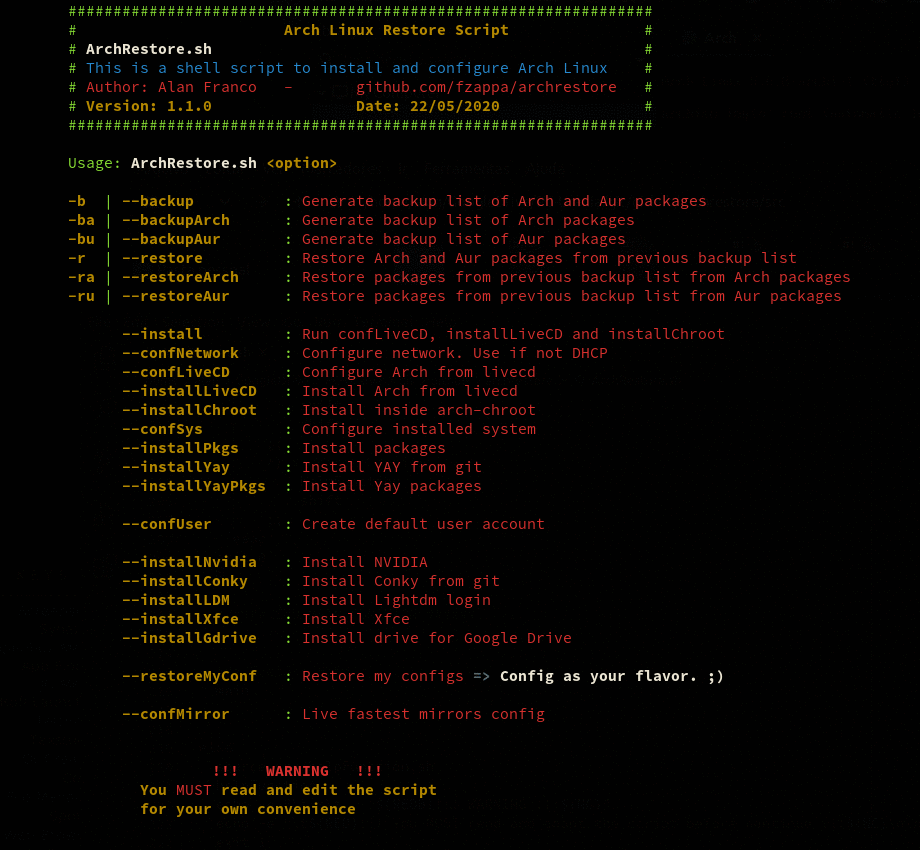 #################################################################
# Arch Linux Restore Script #
# ArchRestore.sh #
# This is a shell script to install and configure Arch Linux #
# Author: Alan Franco - github.com/fzappa/archrestore #
# Version: 1.1.0 Date: 22/05/2020 #
#################################################################
Usage: ArchRestore.sh <option>
-b | --backup : Generate backup list of Arch and Aur packages
-ba | --backupArch : Generate backup list of Arch packages
-bu | --backupAur : Generate backup list of Aur packages
-r | --restore : Restore Arch and Aur packages from previous backup list
-ra | --restoreArch : Restore packages from previous backup list from Arch packages
-ru | --restoreAur : Restore packages from previous backup list from Aur packages
--install : Run confLiveCD, installLiveCD and installChroot
--confNetwork : Configure network. Use if not DHCP
--confLiveCD : Configure Arch from livecd
--installLiveCD : Install Arch from livecd
--installChroot : Install inside arch-chroot
--confSys : Configure installed system
--installPkgs : Install packages
--installYay : Install YAY from git
--installYayPkgs : Install Yay packages
--confUser : Create default user account
--installNvidia : Install NVIDIA
--installConky : Install Conky from git
--installLDM : Install Lightdm login
--installXfce : Install Xfce
--installGdrive : Install drive for Google Drive
--restoreMyConf : Restore my configs => Config as your flavor. ;)
--confMirror : Live fastest mirrors config
!!! WARNING !!!
You MUST read and edit the script
for your own convenience